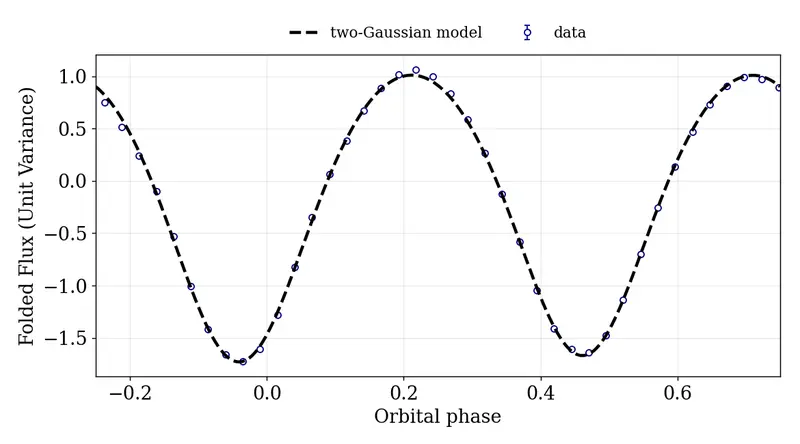 two-Gaussian model data
1.0
0.5
0.0
−0.5
−1.0
−1.5
Folded Flux (Unit Variance)
−0.2 0.0 0.2 0.4 0.6
Orbital phase